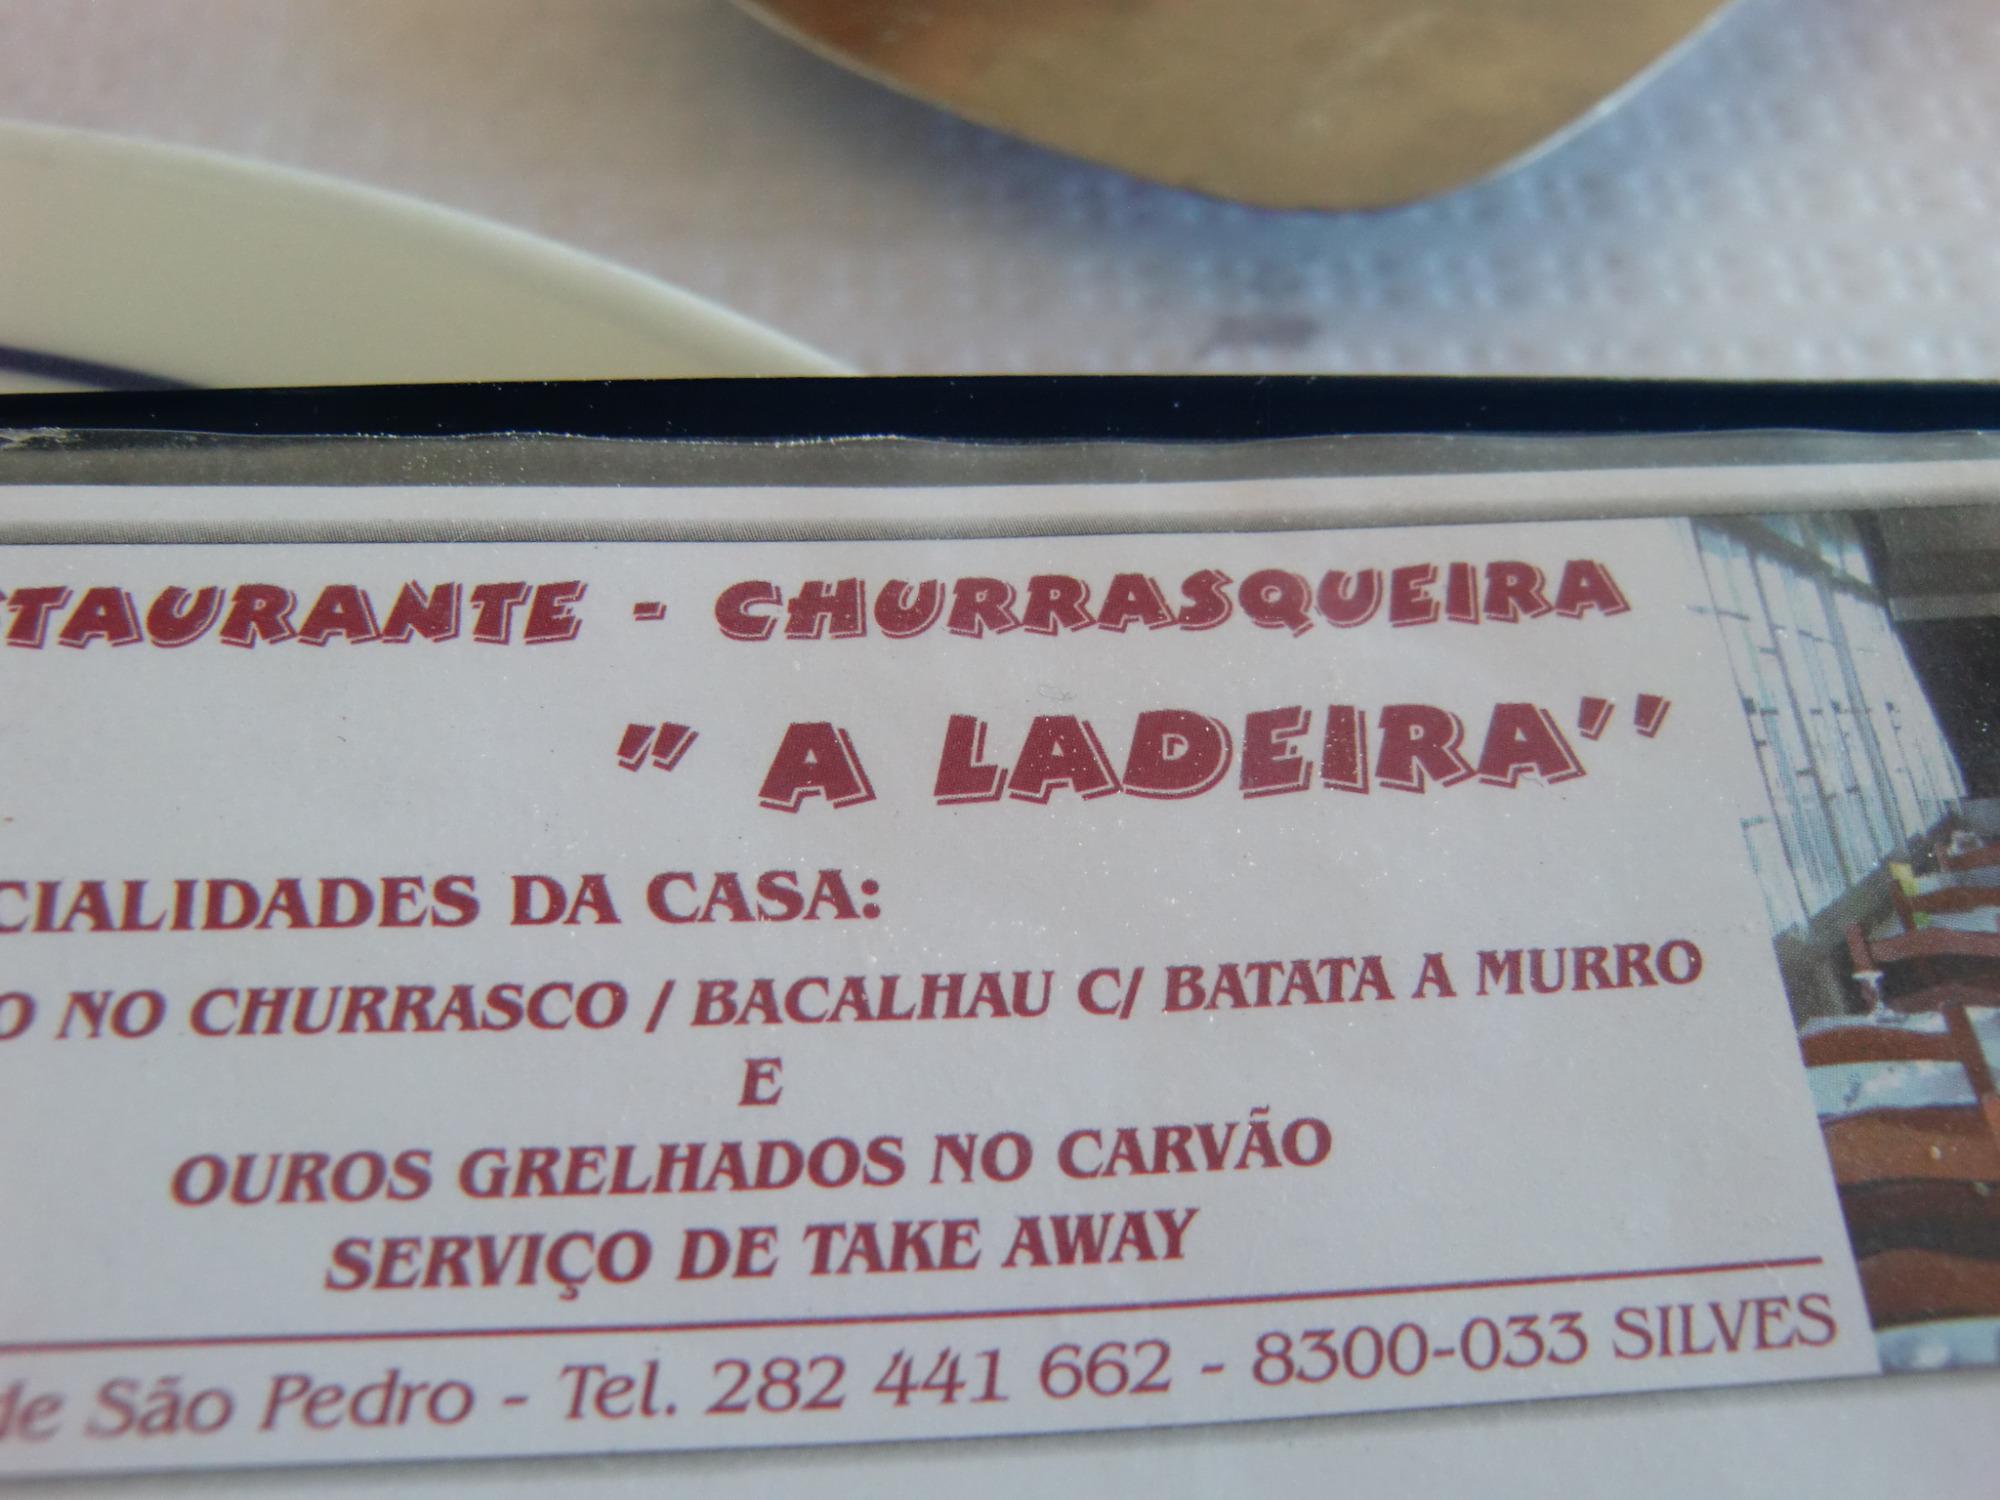 STAURANTE - CHURRASQUEIRA
" A LADEIRA''
CIALIDADES DA CASA:
O NO CHURRASCO / BACALHAU C/ BATATA A MURRO
E
OUROS GRELHADOS NO CARVÃO
SERVIÇO DE TAKE AWAY
de São Pedro - Tel. 282 441 662 - 8300-033 SILVES